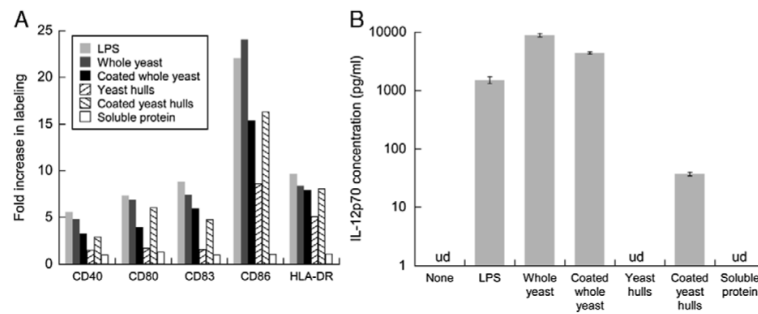 A
Fold increase in labeling
25
20
15
10
5
0
LPS
Whole yeast
Coated whole yeast
Yeast hulls
Coated yeast hulls
Soluble protein
CD40 CD80 CD83 CD86 HLA-DR
B
IL-12p70 concentration (pg/ml)
10000
1000
100
10
1
ud ud ud
None LPS Whole yeast Coated whole yeast Yeast hulls Coated yeast hulls Soluble protein